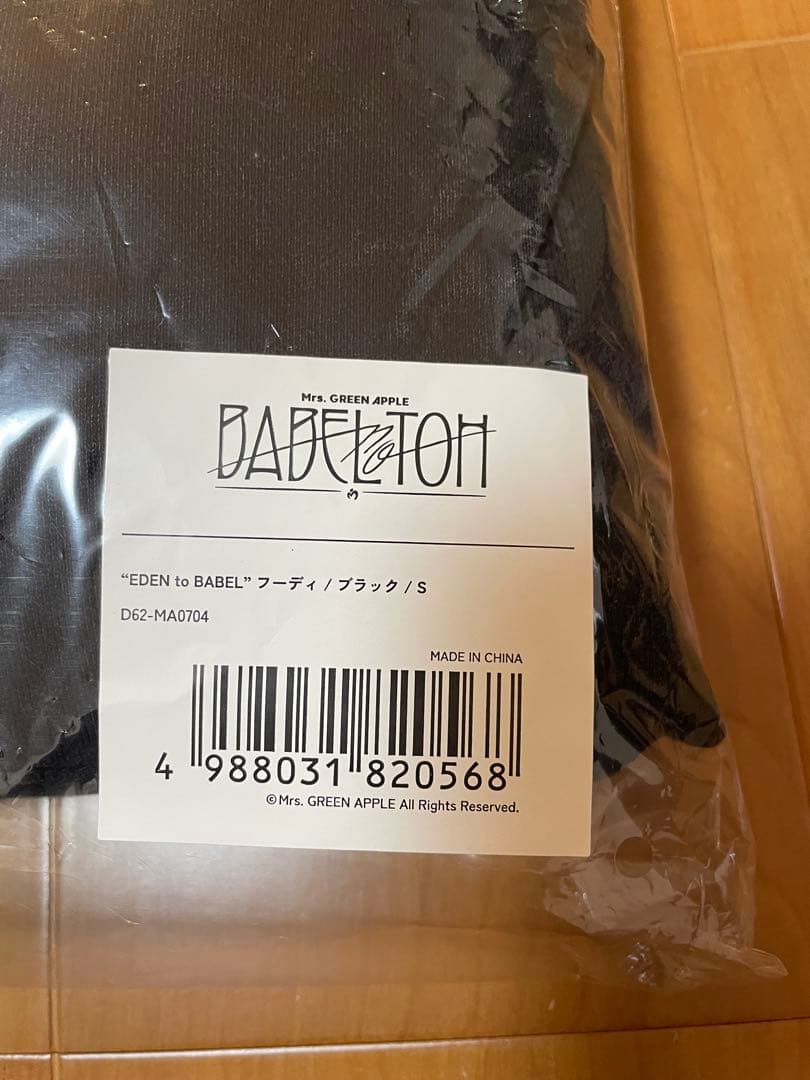 Mrs. GREEN APPLE
BABEL no TOH
“EDEN to BABEL” フーディ / ブラック / S
D62-MA0704
MADE IN CHINA
4 988031 820568
©Mrs. GREEN APPLE All Rights Reserved.